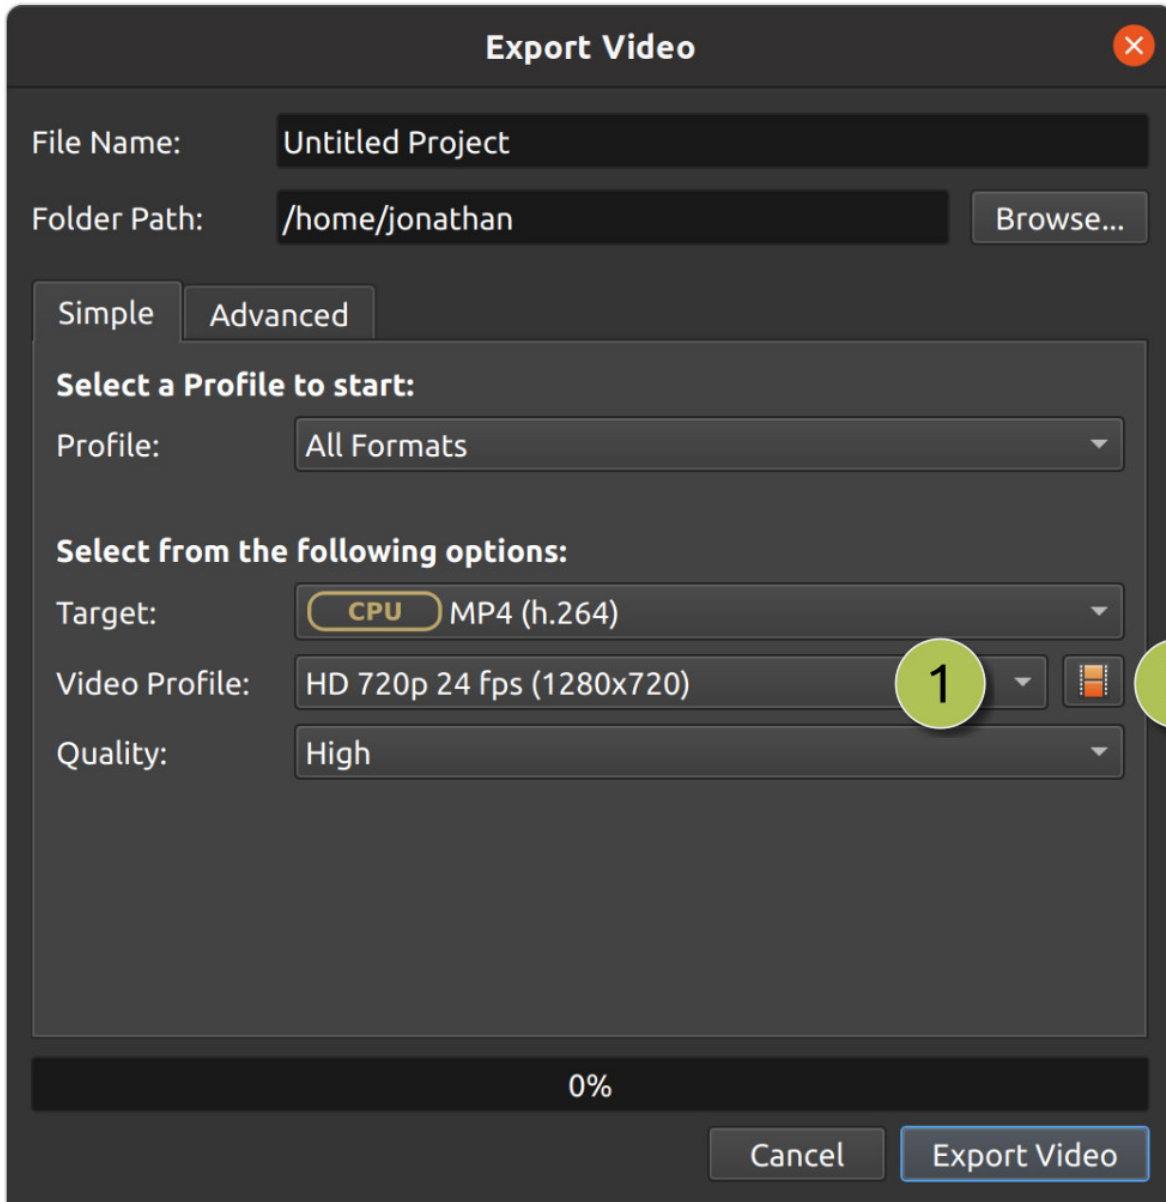 Export Video
File Name: Untitled Project
Folder Path: /home/jonathan Browse...
Simple Advanced
Select a Profile to start:
Profile: All Formats
Select from the following options:
Target: CPU MP4 (h.264)
Video Profile: HD 720p 24 fps (1280x720) 1
Quality: High
0%
Cancel Export Video